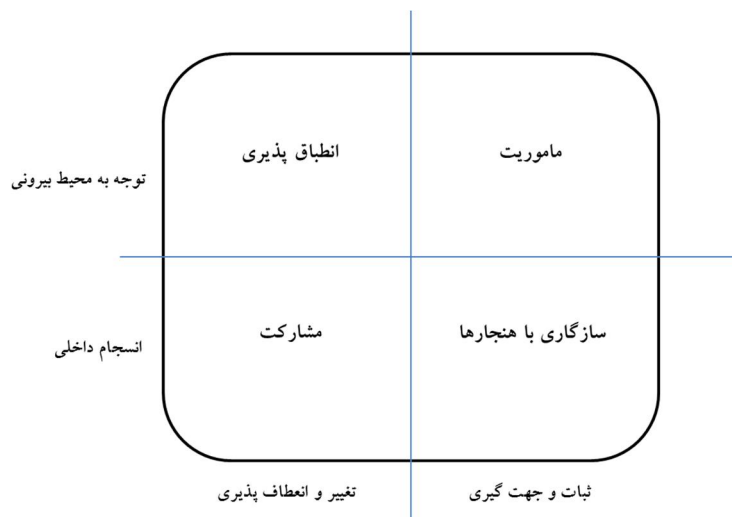 ماموریت
انطباق پذیری
توجه به محیط بیرونی
سازگاری با هنجارها
مشارکت
انسجام داخلی
ثبات و جهت گیری
تغییر و انعطاف پذیری